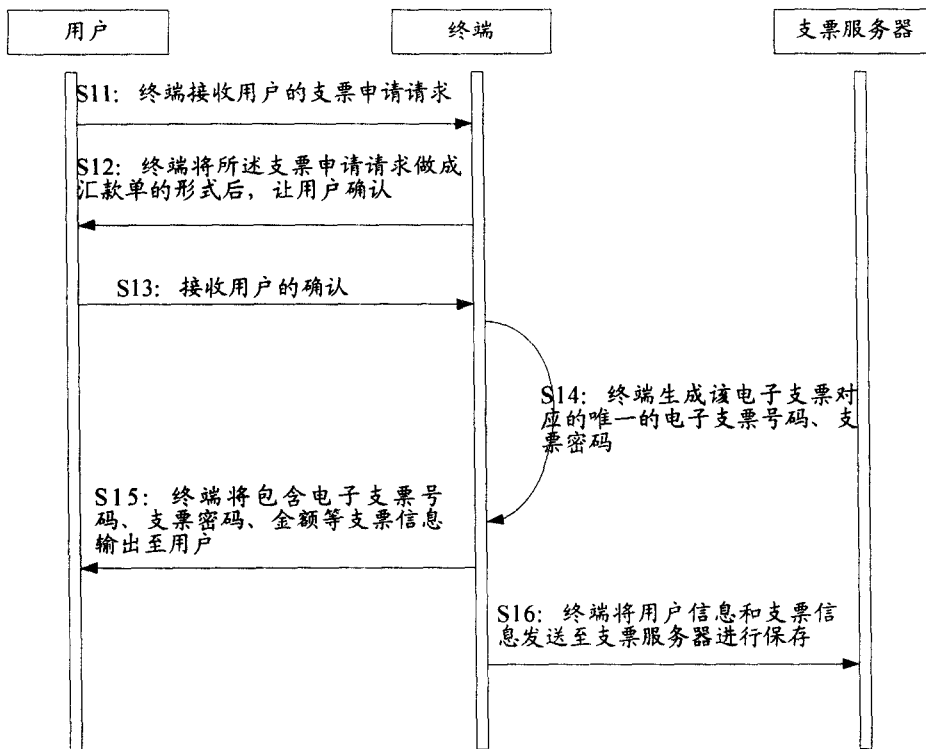 用户
终端
支票服务器
S11：终端接收用户的支票申请请求
S12：终端将所述支票申请请求做成
汇款单的形式后，让用户确认
S13：接收用户的确认
S14：终端生成该电子支票对
应的唯一的电子支票号码、支
票密码
S15：终端将包含电子支票号
码、支票密码、金额等支票信息
输出至用户
S16：终端将用户信息和支票信
息发送至支票服务器进行保存